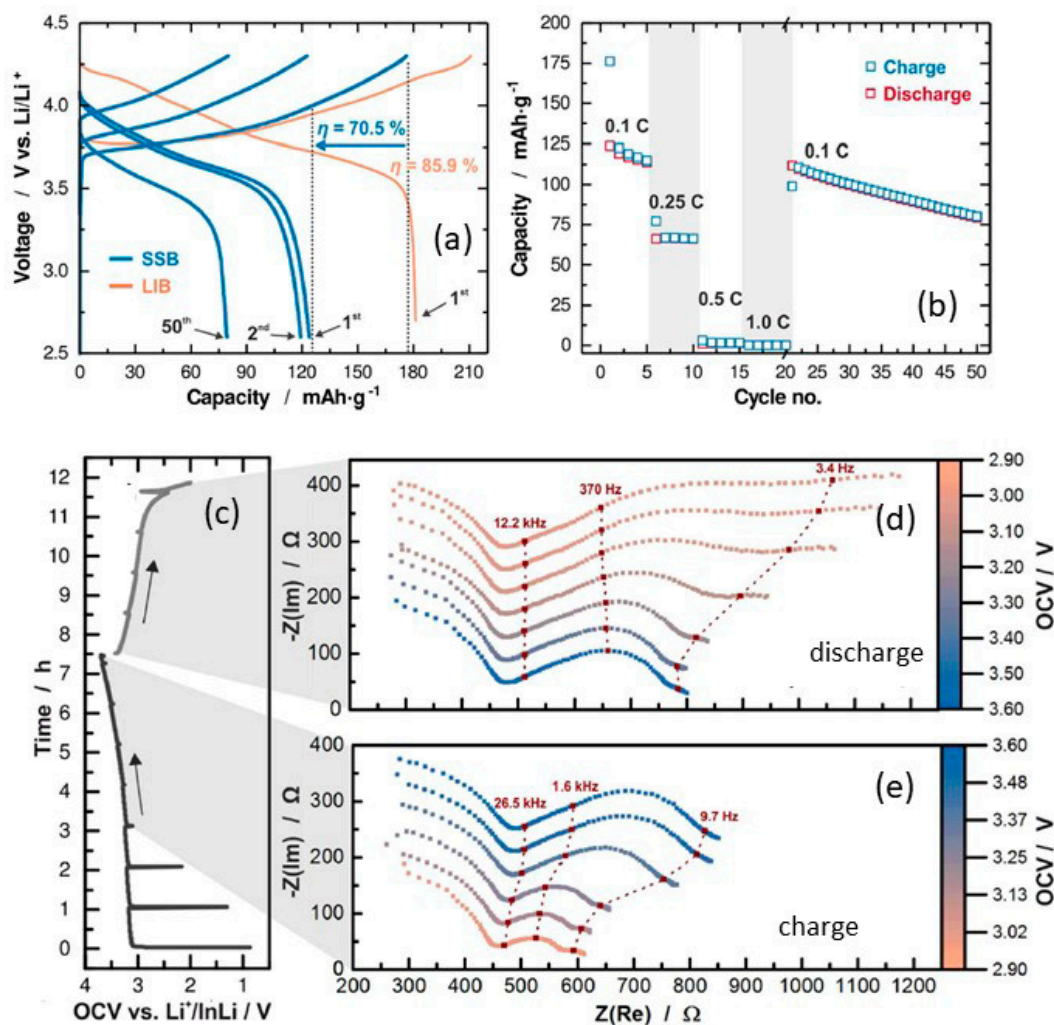 (a)
4.5
4.0
3.5
3.0
2.5
Voltage / V vs. Li/Li⁺
η = 70.5 %
η = 85.9 %
SSB
LIB
50th
2nd
1st
1st
0 30 60 90 120 150 180 210
Capacity / mAh·g⁻¹
(b)
200
175
150
125
100
75
50
25
0
Capacity / mAh·g⁻¹
Charge
Discharge
0.1 C
0.25 C
0.5 C
1.0 C
0.1 C
0 5 10 15 20 25 30 35 40 45 50
Cycle no.
(c)
12
11
10
9
8
7
6
5
4
3
2
1
0
Time / h
4 3 2 1 0
OCV vs. Li⁺/InLi / V
(d)
400
300
200
100
0
-Z(Im) / Ω
12.2 kHz
370 Hz
3.4 Hz
discharge
2.90
3.00
3.10
3.20
3.30
3.40
3.50
3.60
OCV / V
(e)
400
300
200
100
0
-Z(Im) / Ω
26.5 kHz
1.6 kHz
9.7 Hz
charge
3.60
3.48
3.37
3.25
3.13
3.02
2.90
OCV / V
200 300 400 500 600 700 800 900 1000 1100 1200
Z(Re) / Ω